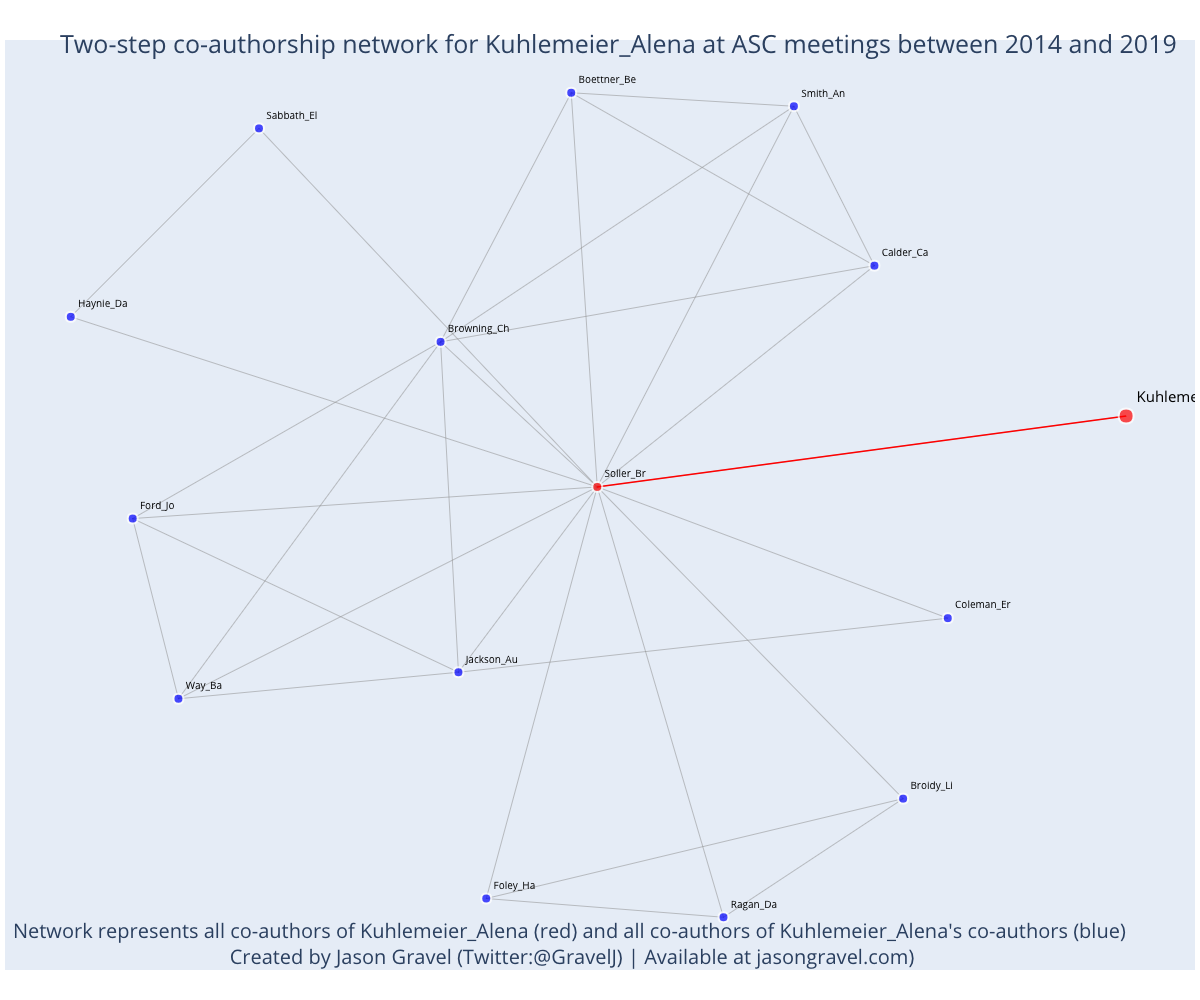 Two-step co-authorship network for Kuhlemeier_Alena at ASC meetings between 2014 and 2019
Boettner_Be
Smith_An
Sabbath_El
Calder_Ca
Haynie_Da
Browning_Ch
Kuhleme
Soller_Br
Ford_Jo
Coleman_Er
Jackson_Au
Way_Ba
Broidy_Li
Foley_Ha
Ragan_Da
Network represents all co-authors of Kuhlemeier_Alena (red) and all co-authors of Kuhlemeier_Alena's co-authors (blue)
Created by Jason Gravel (Twitter:@GravelJ) | Available at jasongravel.com)